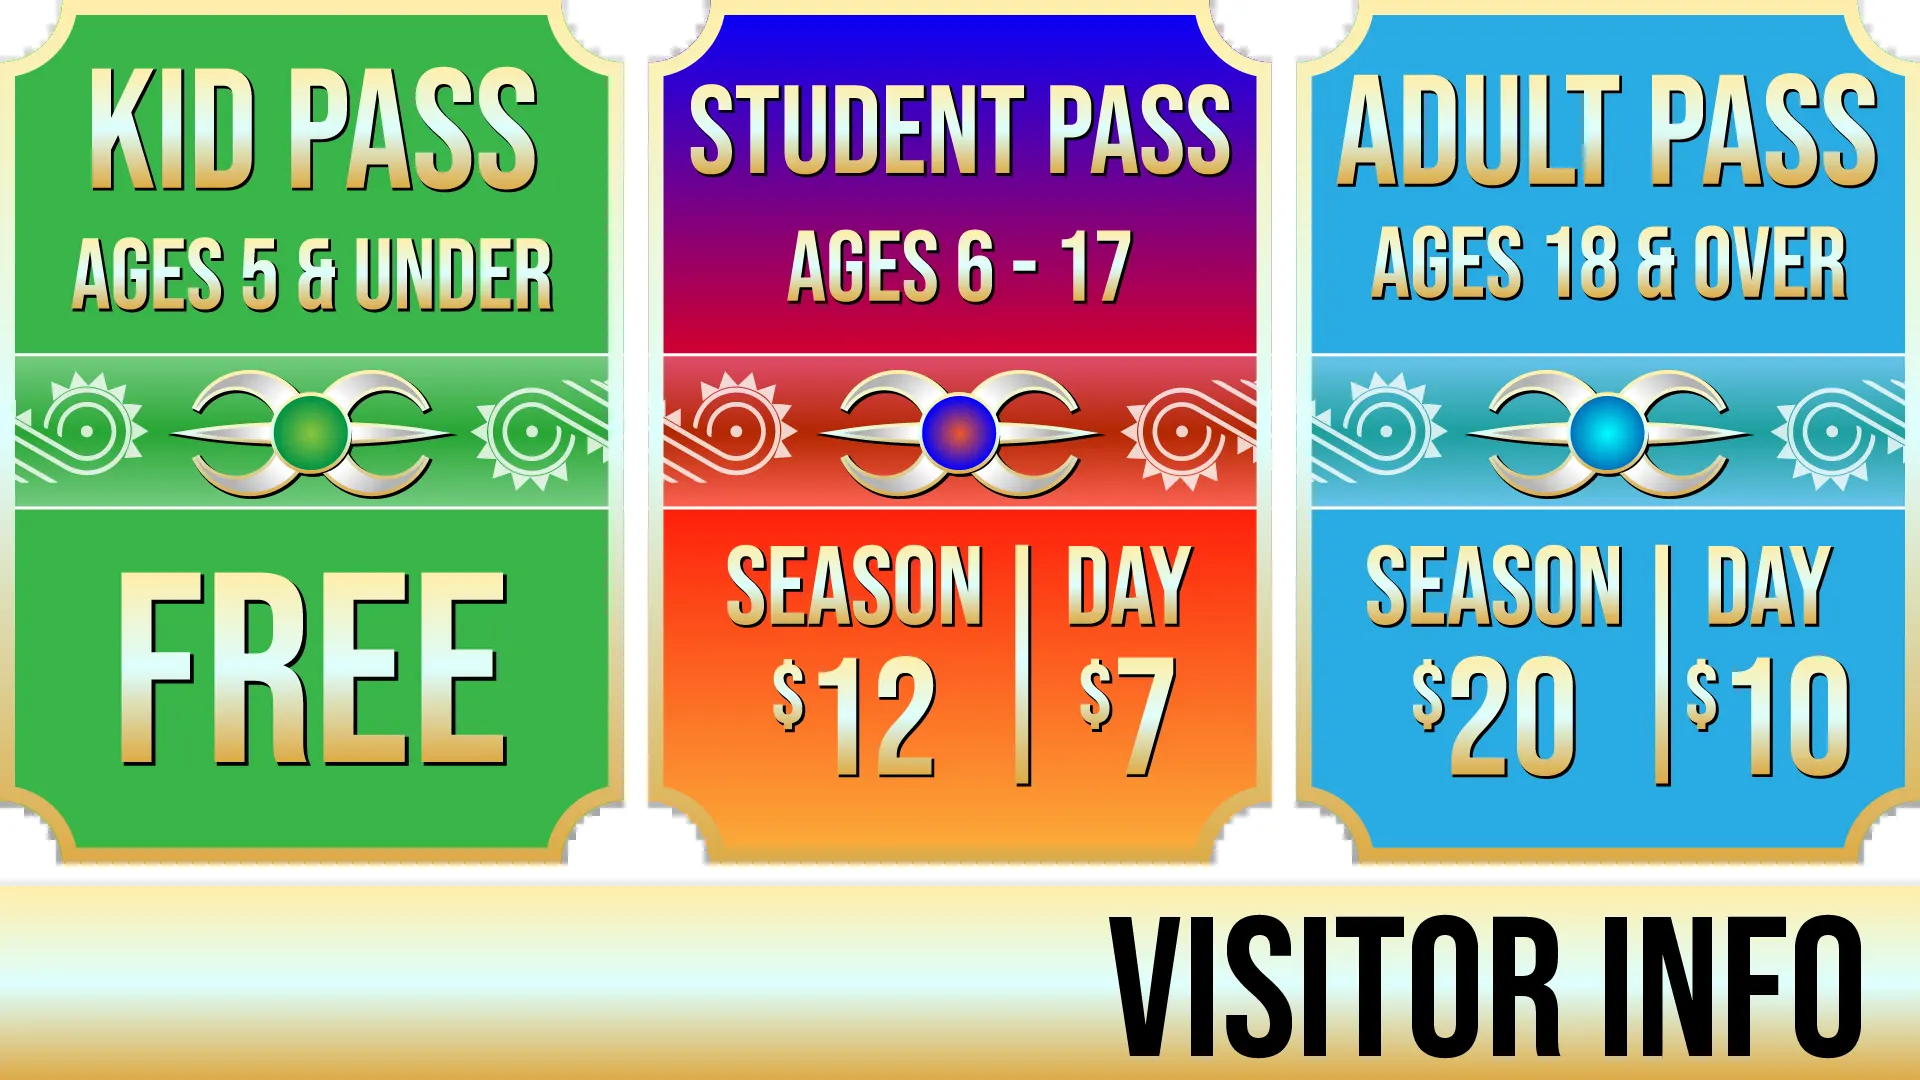 KID PASS
AGES 5 & UNDER
FREE
STUDENT PASS
AGES 6 - 17
SEASON | DAY
$12 | $7
ADULT PASS
AGES 18 & OVER
SEASON | DAY
$20 | $10
VISITOR INFO